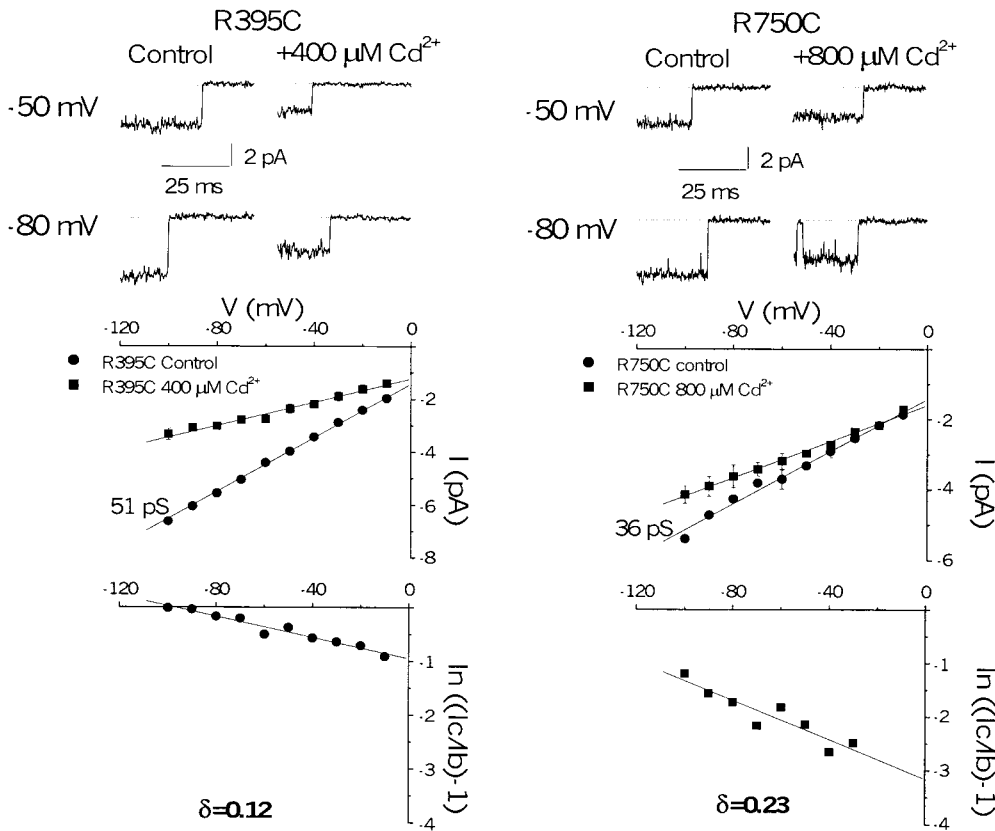 R395C
Control
+400 μM Cd²⁺
-50 mV
2 pA
25 ms
-80 mV
V (mV)
-120 -80 -40 0
R395C Control
R395C 400 μM Cd²⁺
-2
-4
-6
-8
I (pA)
51 pS
-120 -80 -40 0
-1
-2
-3
-4
ln ((Ic/Ib)-1)
δ=0.12
R750C
Control
+800 μM Cd²⁺
-50 mV
2 pA
25 ms
-80 mV
V (mV)
-120 -80 -40 0
R750C control
R750C 800 μM Cd²⁺
-2
-4
-6
I (pA)
36 pS
-120 -80 -40 0
-1
-2
-3
-4
ln ((Ic/Ib)-1)
δ=0.23